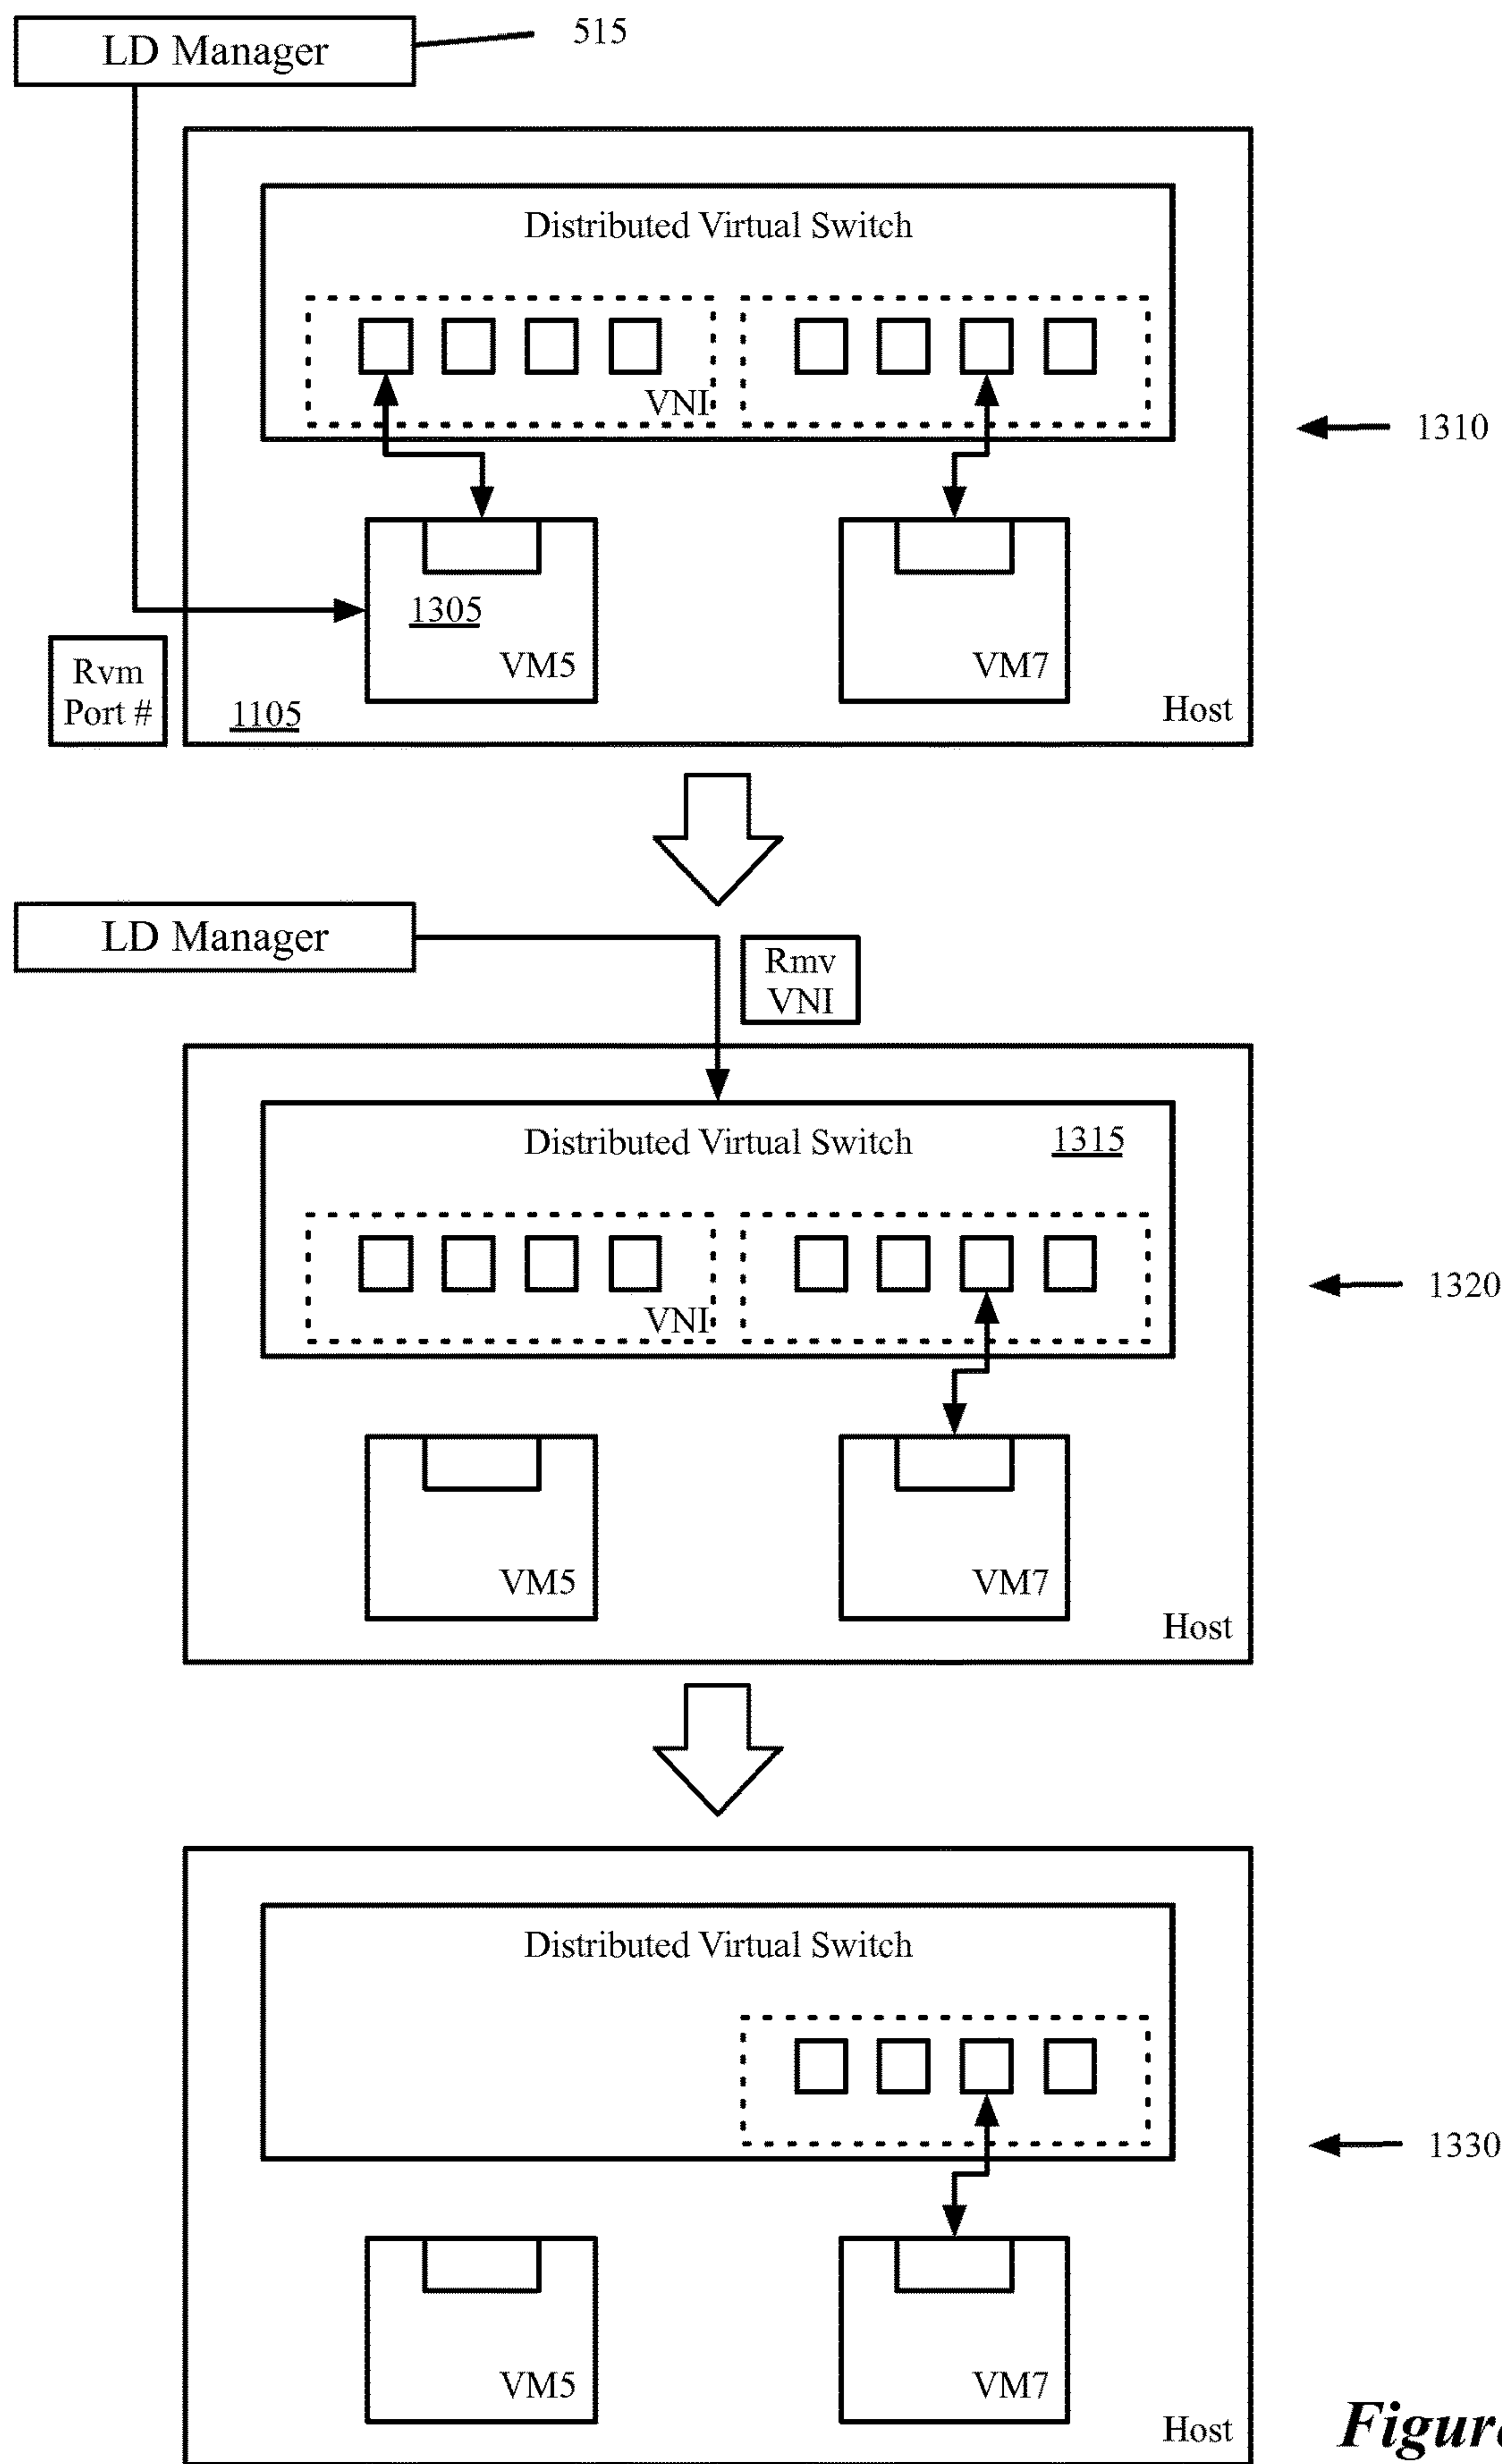 LD Manager
515
Distributed Virtual Switch
VNI
1310
1305
VM5
VM7
Rvm
Port #
1105
Host
LD Manager
Rmv
VNI
Distributed Virtual Switch
1315
VNI
1320
VM5
VM7
Host
Distributed Virtual Switch
1330
VM5
VM7
Host